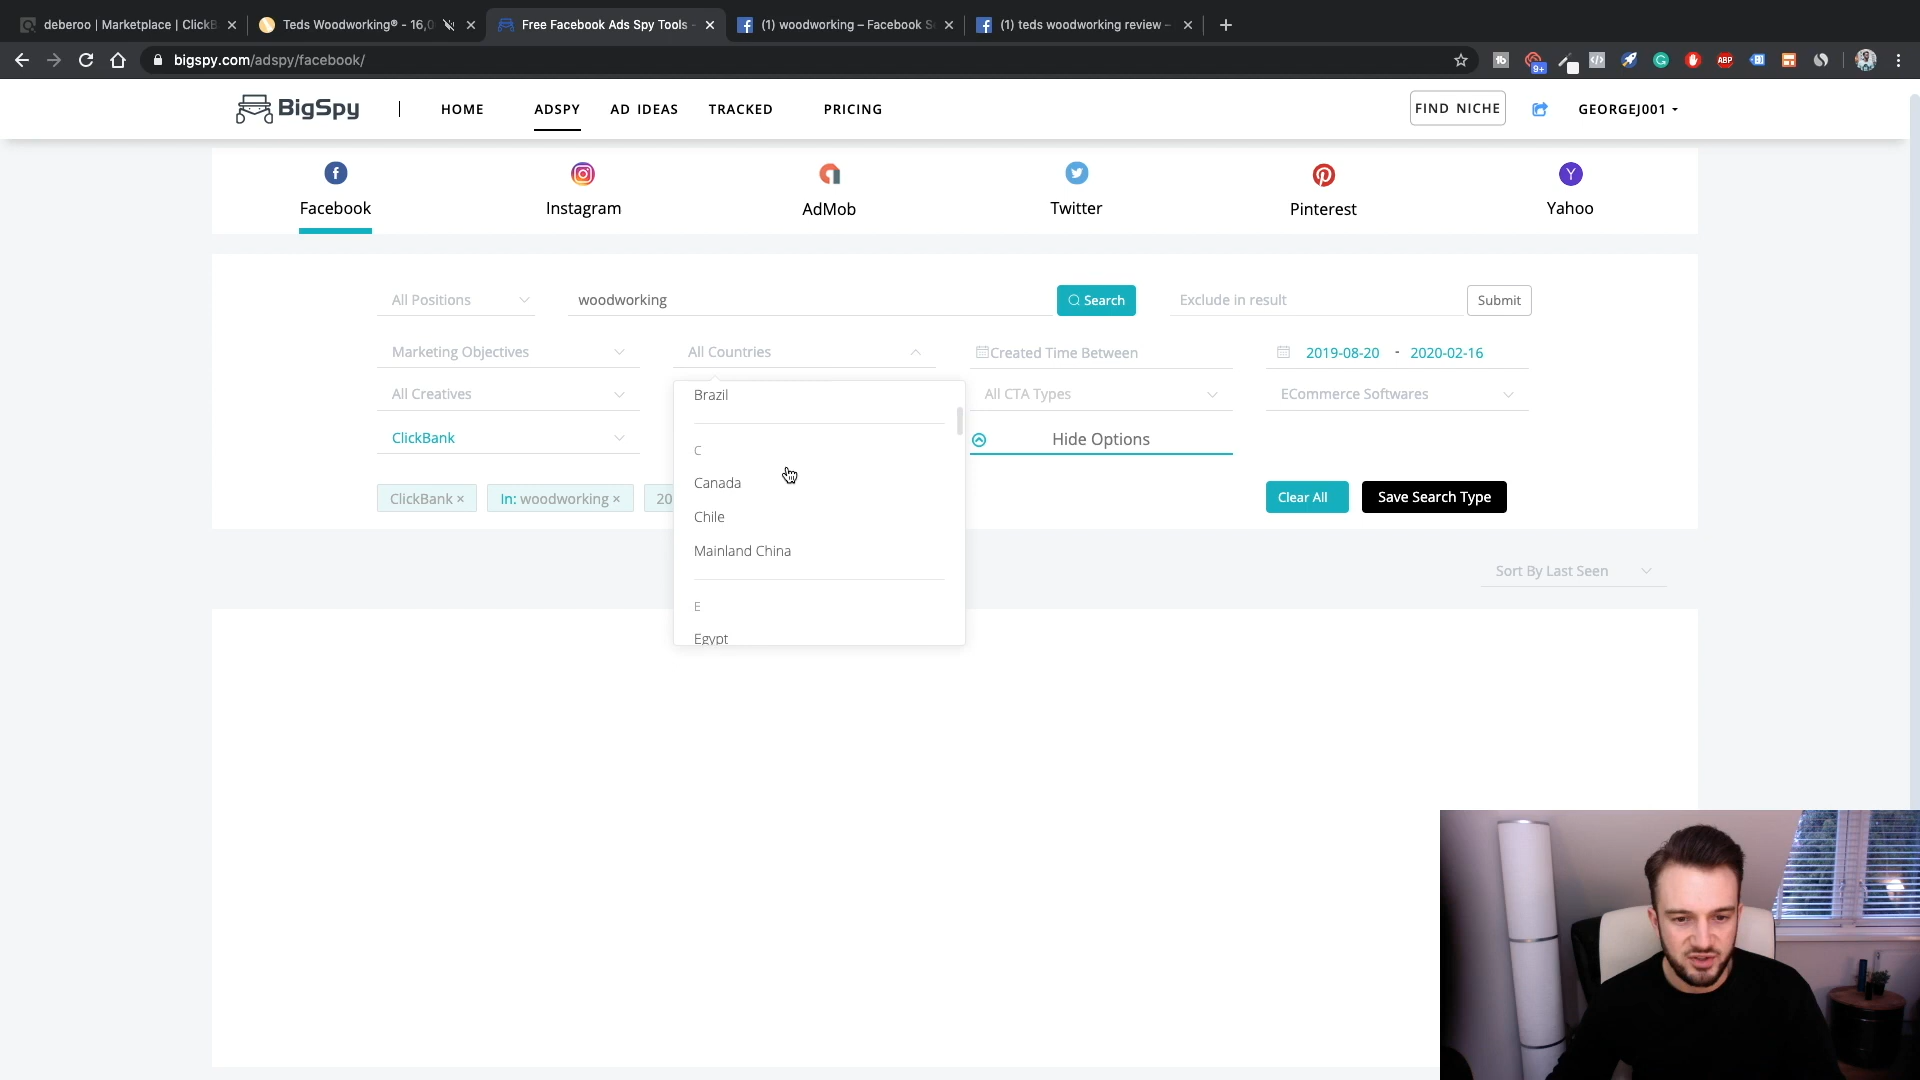 deberoo | Marketplace | ClickB
Teds Woodworking® - 16,0
Free Facebook Ads Spy Tools -
(1) woodworking – Facebook S
(1) teds woodworking review –
bigspy.com/adspy/facebook/
9+
ABP
BigSpy
HOME
ADSPY
AD IDEAS
TRACKED
PRICING
FIND NICHE
GEORGEJ001
Facebook
Instagram
AdMob
Twitter
Pinterest
Yahoo
All Positions
woodworking
Search
Exclude in result
Submit
Marketing Objectives
All Countries
Created Time Between
2019-08-20 - 2020-02-16
All Creatives
Brazil
All CTA Types
ECommerce Softwares
ClickBank
C
Hide Options
Canada
ClickBank ×
In: woodworking ×
20
Clear All
Save Search Type
Chile
Mainland China
Sort By Last Seen
E
Egypt